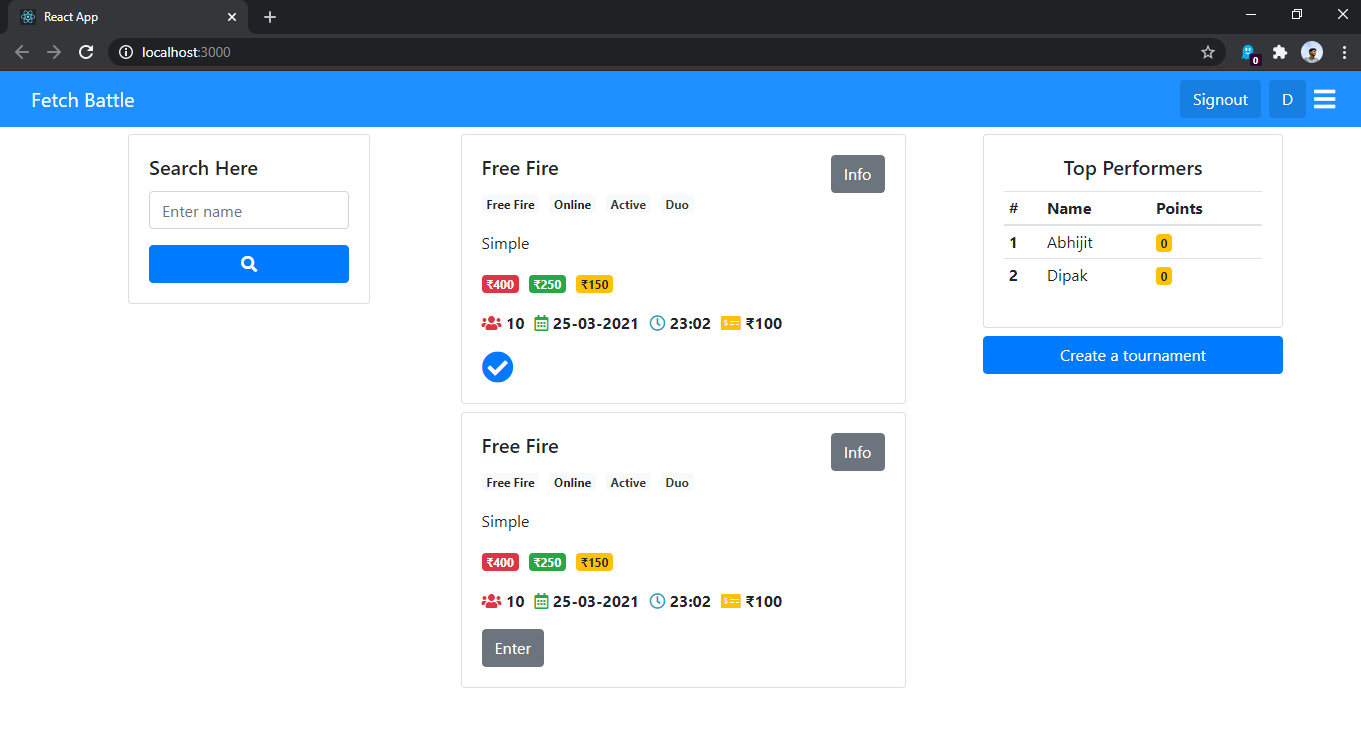 React App
localhost:3000
0
Fetch Battle
Signout D
Search Here
Enter name
Free Fire
Info
Free Fire Online Active Duo
Simple
₹400 ₹250 ₹150
10 25-03-2021 23:02 ₹100
Free Fire
Info
Free Fire Online Active Duo
Simple
₹400 ₹250 ₹150
10 25-03-2021 23:02 ₹100
Enter
Top Performers
# Name Points
1 Abhijit 0
2 Dipak 0
Create a tournament